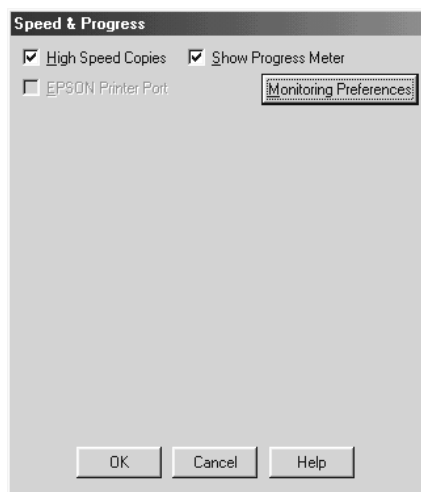 Speed & Progress
High Speed Copies Show Progress Meter
EPSON Printer Port Monitoring Preferences
OK Cancel Help